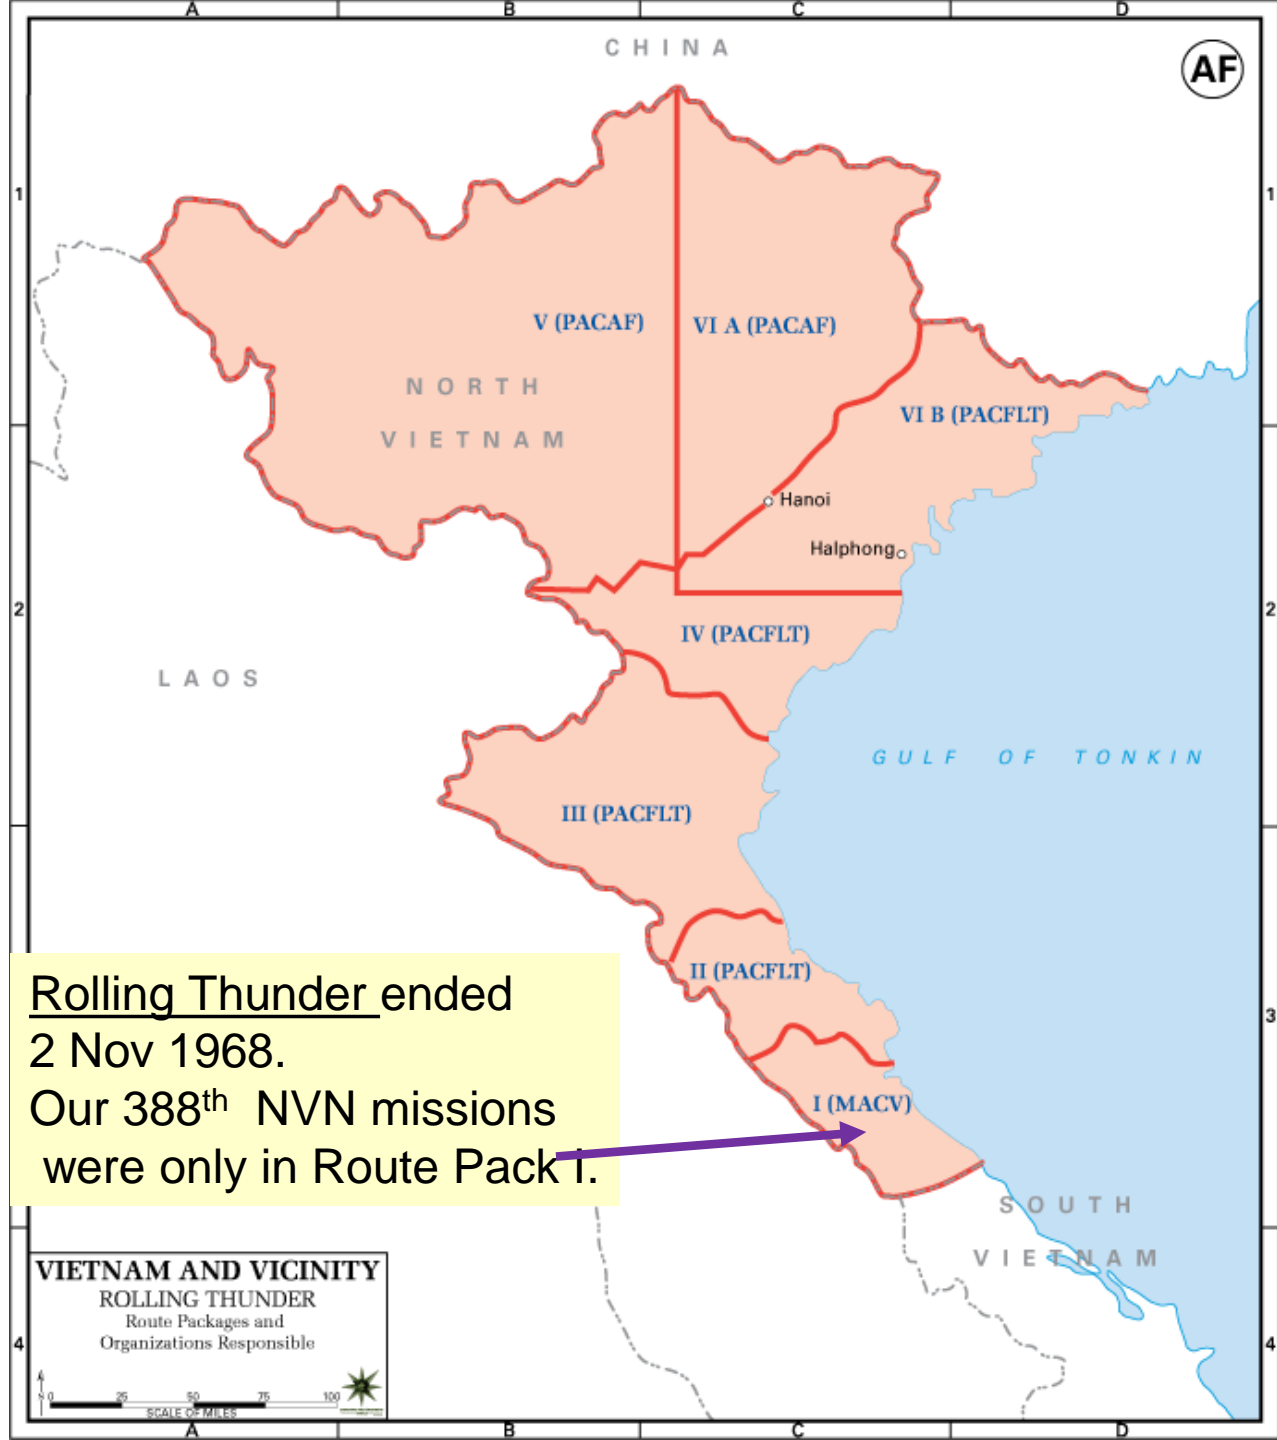 A B C D
CHINA
AF
1 1
V (PACAF) VI A (PACAF)
NORTH
VIETNAM
VI B (PACFLT)
Hanoi
Halphong
2 2
IV (PACFLT)
LAOS
GULF OF TONKIN
III (PACFLT)
II (PACFLT)
Rolling Thunder ended
2 Nov 1968.
Our 388th NVN missions
were only in Route Pack I.
3
I (MACV)
SOUTH
VIETNAM
VIETNAM AND VICINITY
ROLLING THUNDER
Route Packages and
Organizations Responsible
4 4
N 0 25 50 75 100
SCALE OF MILES
A B C D